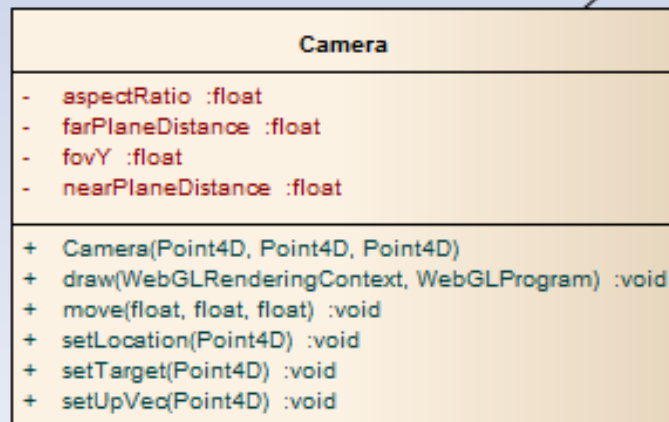 Camera
- aspectRatio :float
- farPlaneDistance :float
- fovY :float
- nearPlaneDistance :float
+ Camera(Point4D, Point4D, Point4D)
+ draw(WebGLRenderingContext, WebGLProgram) :void
+ move(float, float, float) :void
+ setLocation(Point4D) :void
+ setTarget(Point4D) :void
+ setUpVec(Point4D) :void